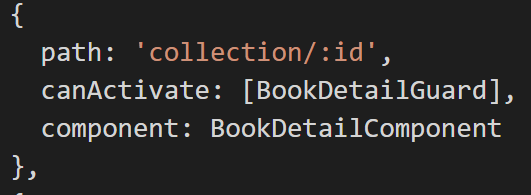 {
  path: 'collection/:id',
  canActivate: [BookDetailGuard],
  component: BookDetailComponent
},